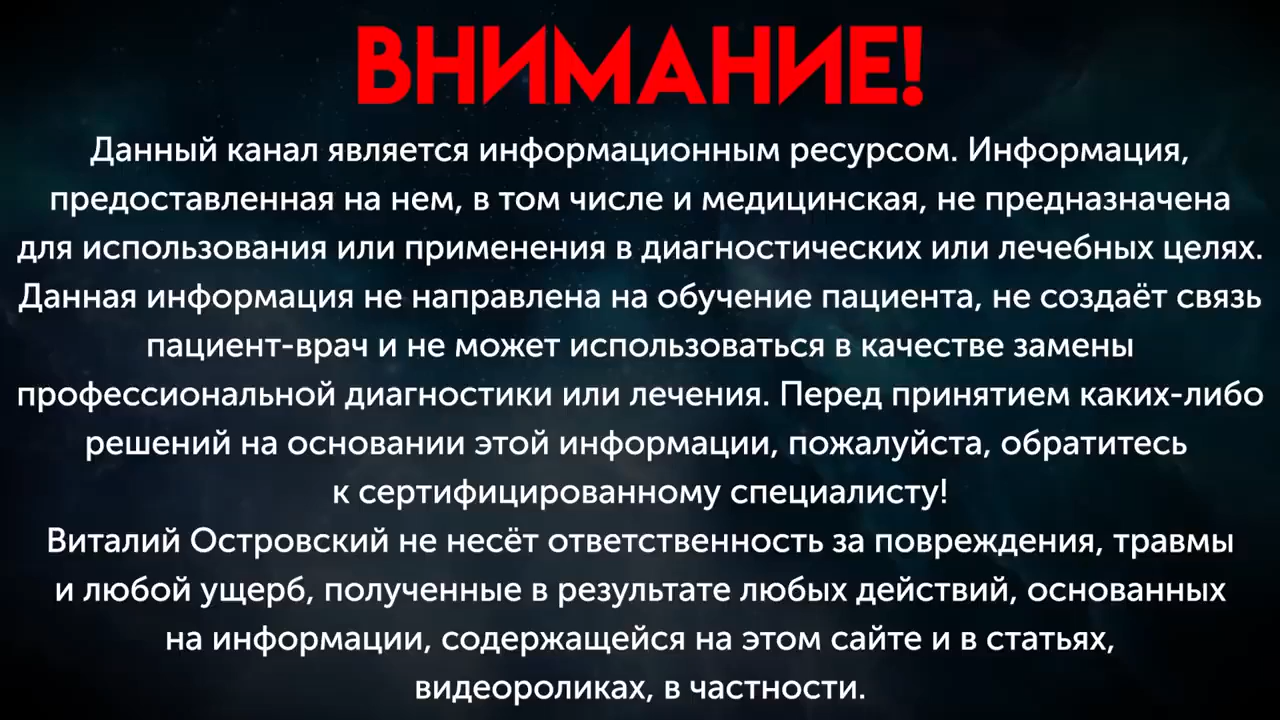 ВНИМАНИЕ!
Данный канал является информационным ресурсом. Информация,
предоставленная на нем, в том числе и медицинская, не предназначена
для использования или применения в диагностических или лечебных целях.
Данная информация не направлена на обучение пациента, не создаёт связь
пациент-врач и не может использоваться в качестве замены
профессиональной диагностики или лечения. Перед принятием каких-либо
решений на основании этой информации, пожалуйста, обратитесь
к сертифицированному специалисту!
Виталий Островский не несёт ответственность за повреждения, травмы
и любой ущерб, полученные в результате любых действий, основанных
на информации, содержащейся на этом сайте и в статьях,
видеороликах, в частности.